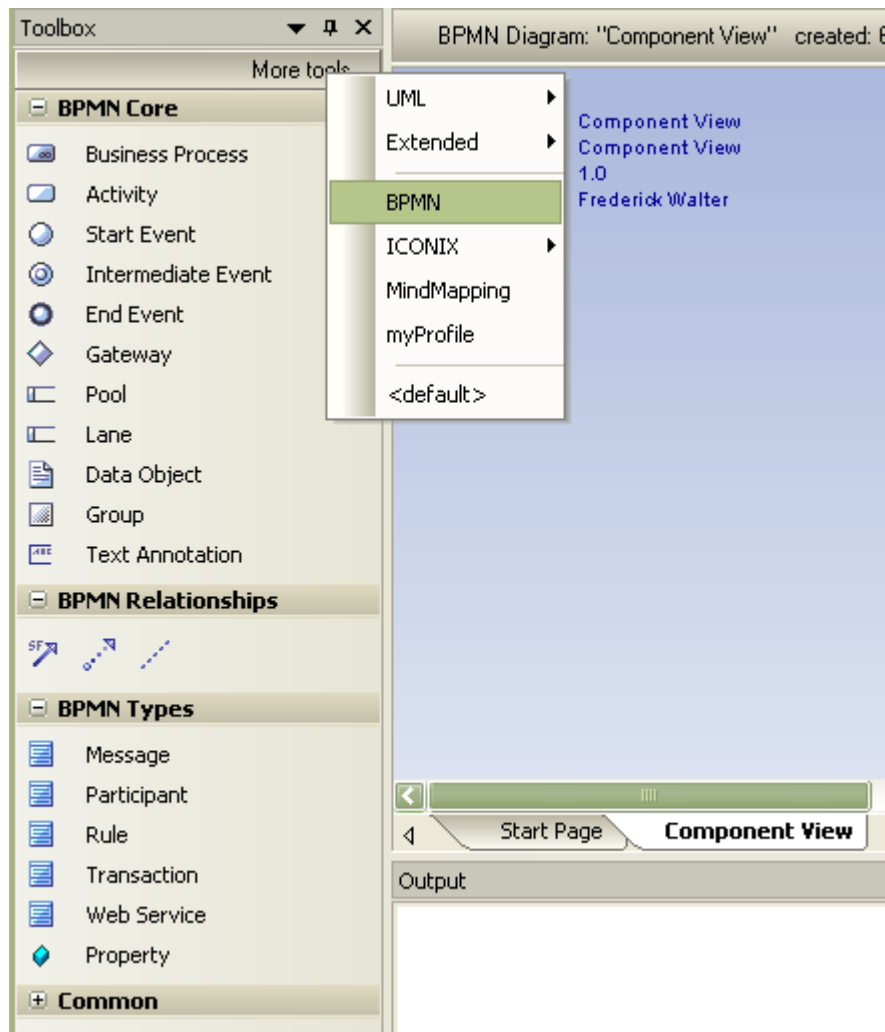 Toolbox
More tools...
BPMN Core
Business Process
Activity
Start Event
Intermediate Event
End Event
Gateway
Pool
Lane
Data Object
Group
Text Annotation
BPMN Relationships
SF
BPMN Types
Message
Participant
Rule
Transaction
Web Service
Property
Common
UML
Extended
BPMN
ICONIX
MindMapping
myProfile
<default>
BPMN Diagram: "Component View" created:
Component View
Component View
1.0
Frederick Walter
Start Page
Component View
Output